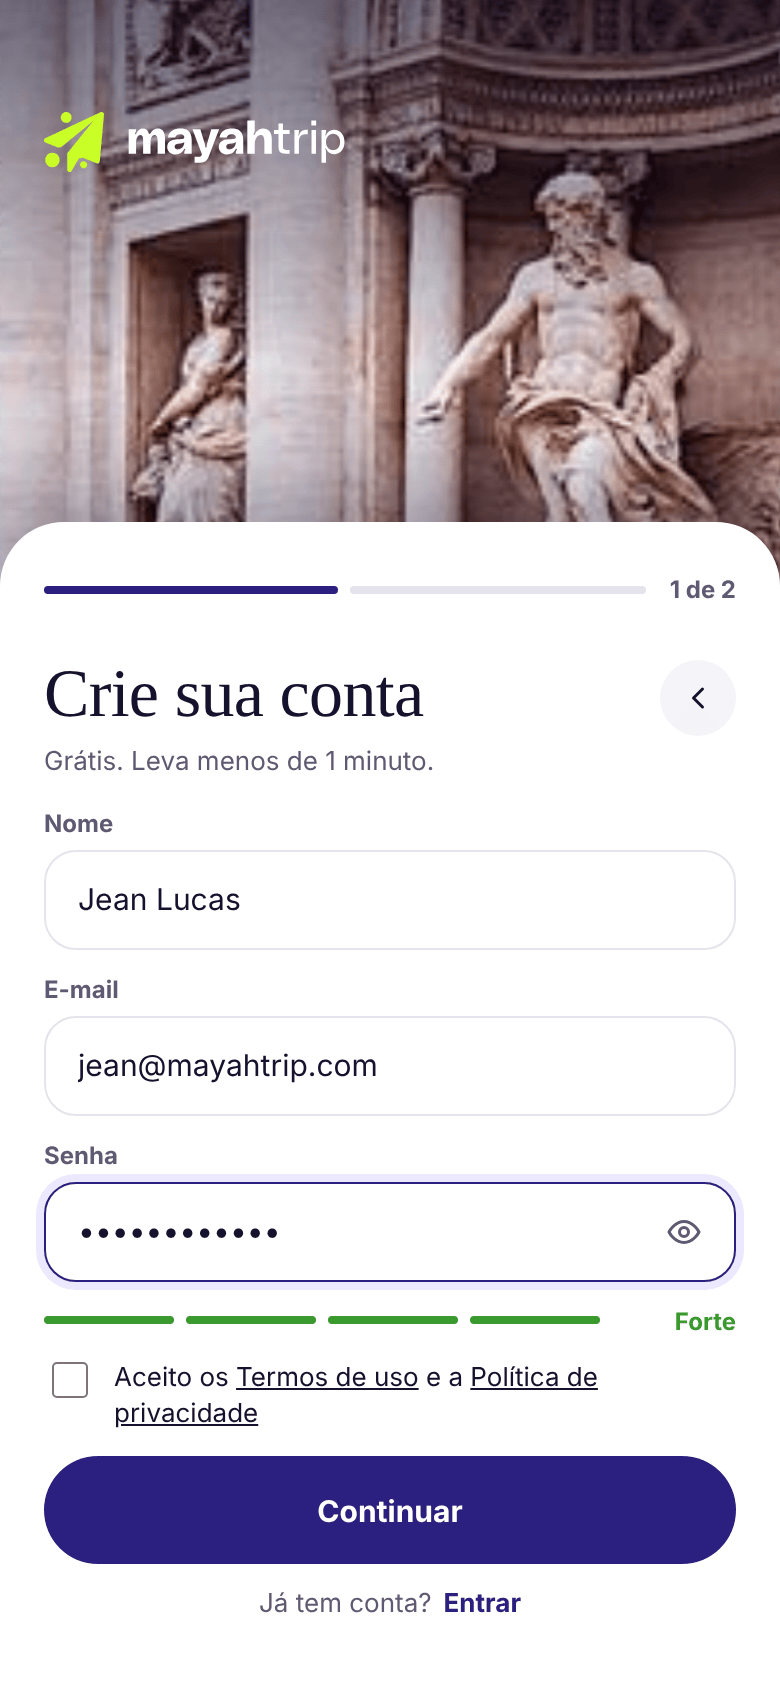 mayahtrip
1 de 2
Crie sua conta
Grátis. Leva menos de 1 minuto.
Nome
Jean Lucas
E-mail
jean@mayahtrip.com
Senha
••••••••••••
Forte
Aceito os Termos de uso e a Política de
privacidade
Continuar
Já tem conta? Entrar